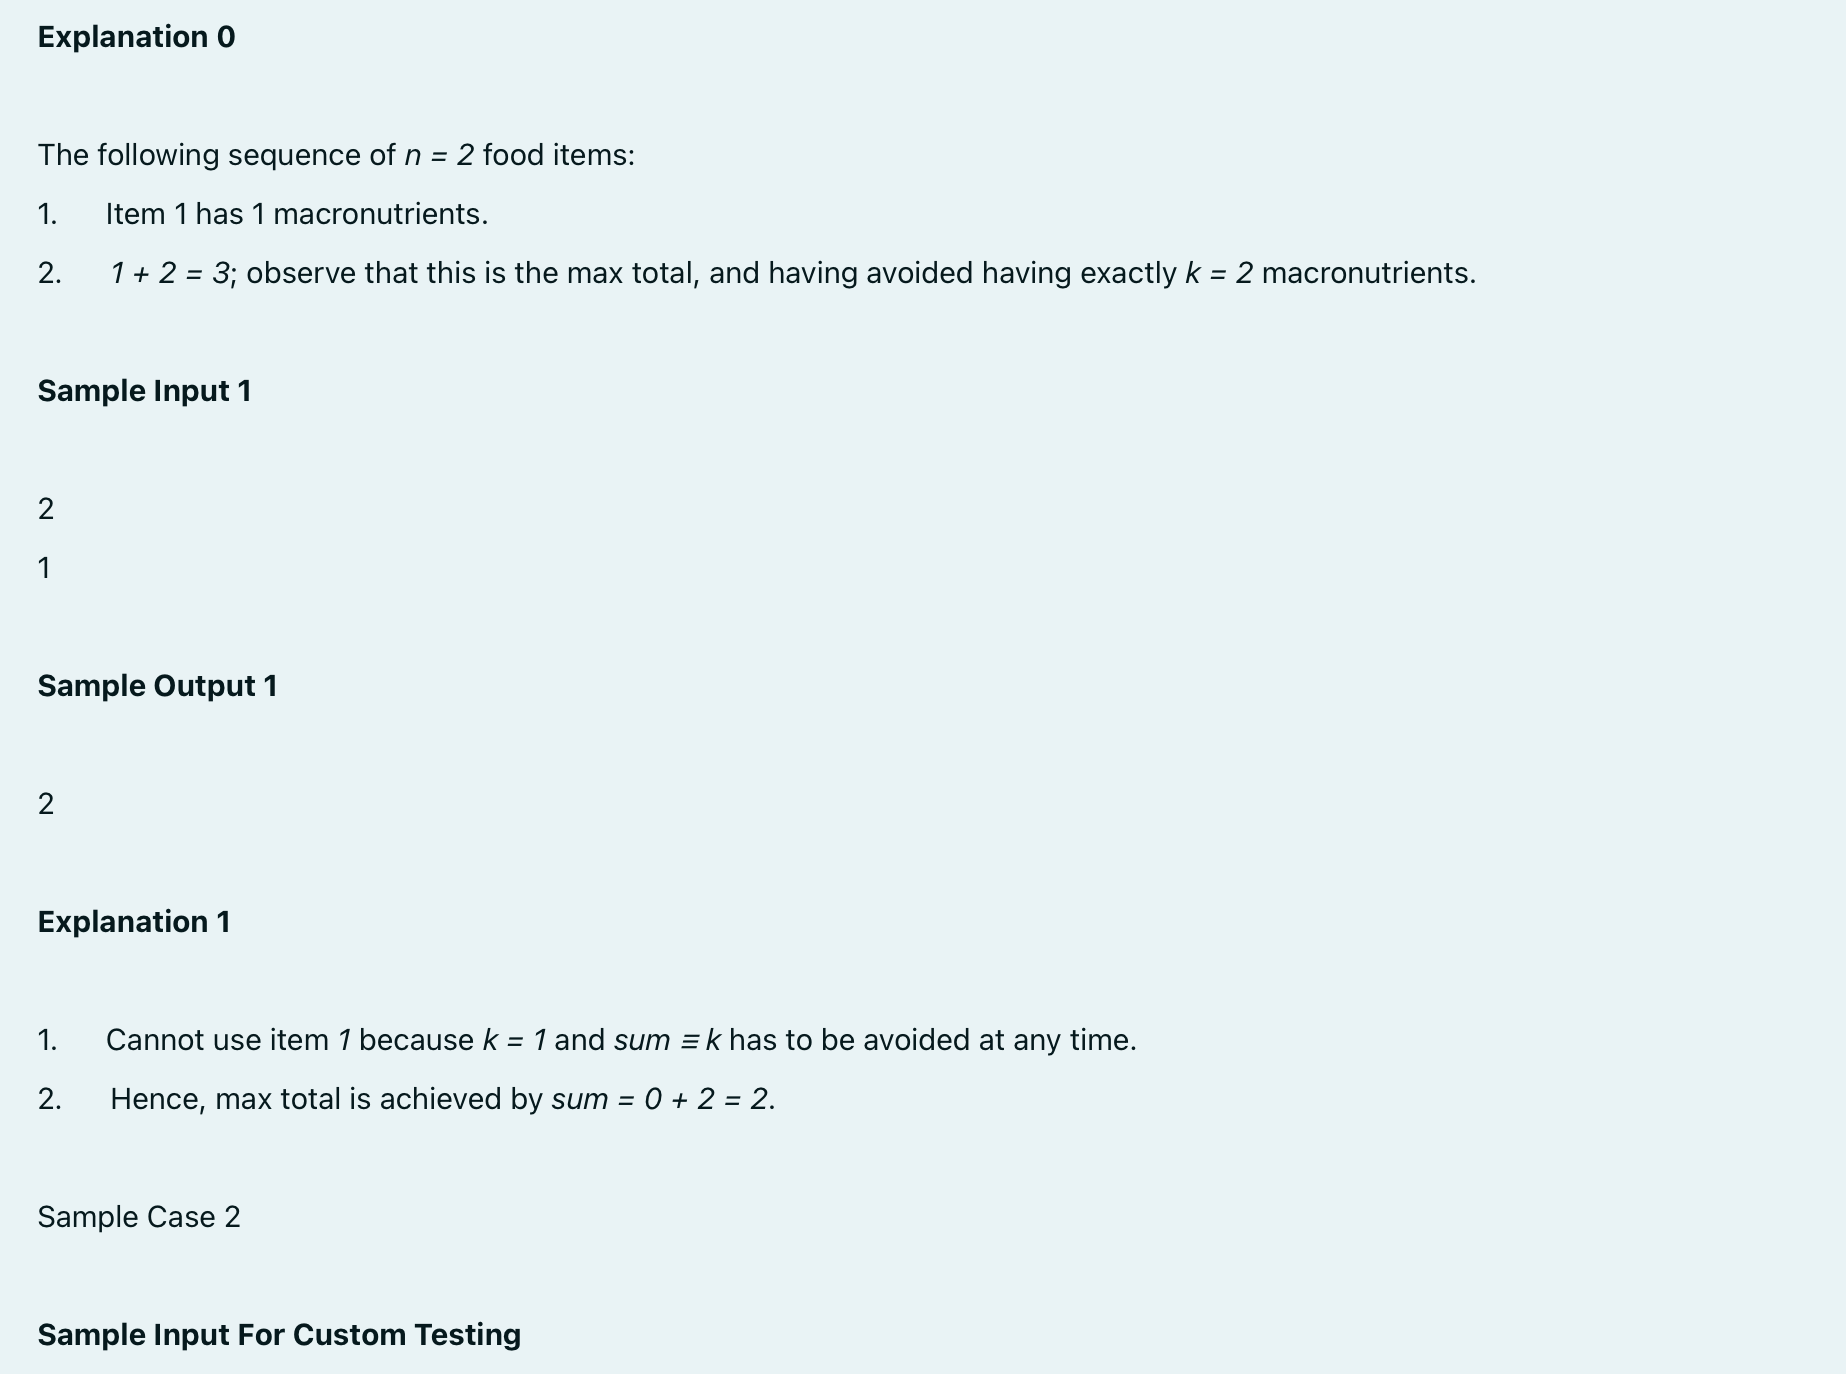 Explanation 0
The following sequence of n = 2 food items:
1. Item 1 has 1 macronutrients.
2. 1 + 2 = 3; observe that this is the max total, and having avoided having exactly k = 2 macronutrients.
Sample Input 1
2
1
Sample Output 1
2
Explanation 1
1. Cannot use item 1 because k = 1 and sum ≡ k has to be avoided at any time.
2. Hence, max total is achieved by sum = 0 + 2 = 2.
Sample Case 2
Sample Input For Custom Testing